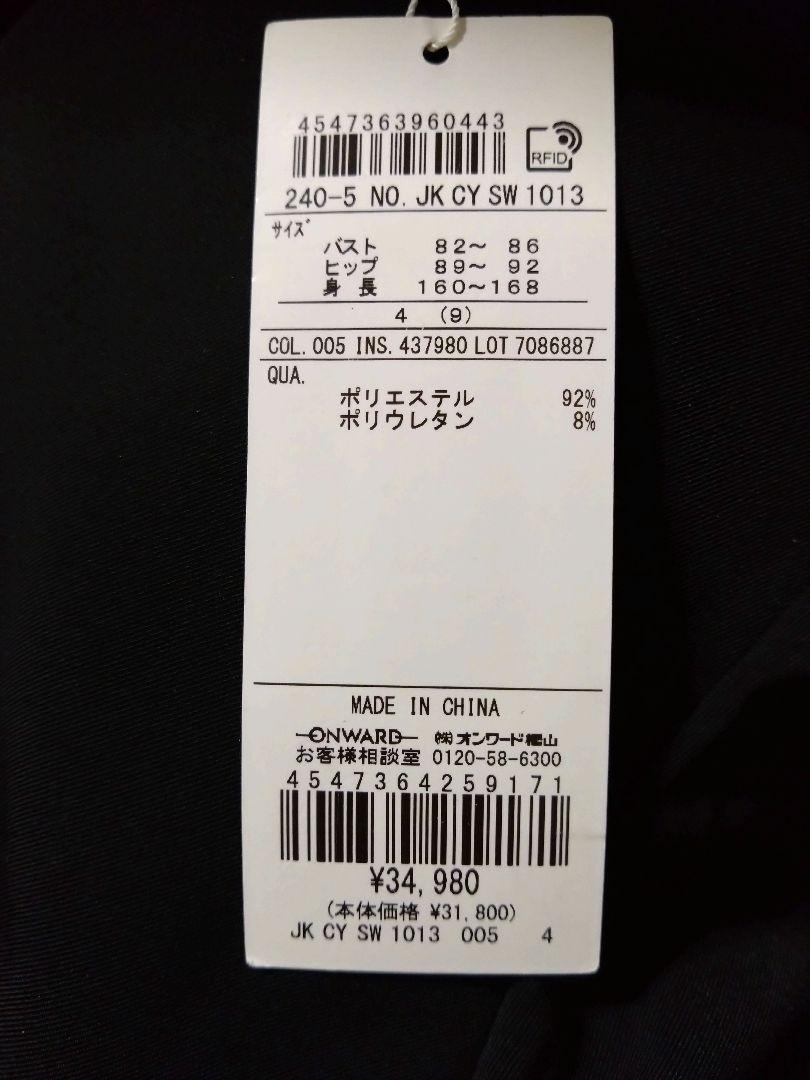 4547363960443
RFID
240-5 NO. JK CY SW 1013
サイズ
バスト 82～ 86
ヒップ 89～ 92
身 長 160～168
4 (9)
COL. 005 INS. 437980 LOT 7086887
QUA.
ポリエステル 92%
ポリウレタン 8%
MADE IN CHINA
ONWARD ㈱オンワード樫山
お客様相談室 0120-58-6300
4547364259171
¥34,980
(本体価格 ¥31,800)
JK CY SW 1013 005 4